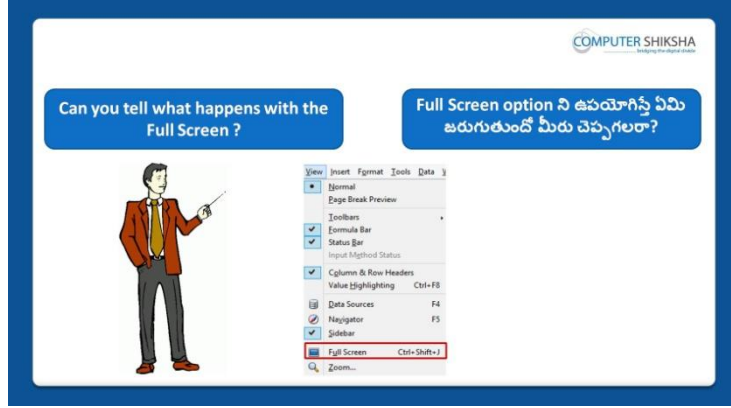 COMPUTER SHIKSHA
Bridging the digital divide
Can you tell what happens with the
Full Screen ?
Full Screen option ని ఉపయోగిస్తే ఏమి
జరుగుతుందో మీరు చెప్పగలరా?
View Insert Format Tools Data
Normal
Page Break Preview
Toolbars
Formula Bar
Status Bar
Input Method Status
Column & Row Headers
Value Highlighting Ctrl+F8
Data Sources F4
Navigator F5
Sidebar
Full Screen Ctrl+Shift+J
Zoom...